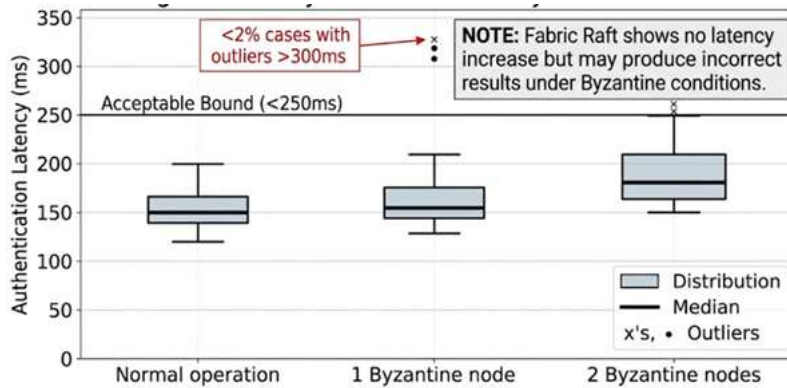 350
300
250
200
150
100
50
0
Authentication Latency (ms)
<2% cases with
outliers >300ms
NOTE: Fabric Raft shows no latency
increase but may produce incorrect
results under Byzantine conditions.
Acceptable Bound (<250ms)
Distribution
Median
x's, • Outliers
Normal operation
1 Byzantine node
2 Byzantine nodes